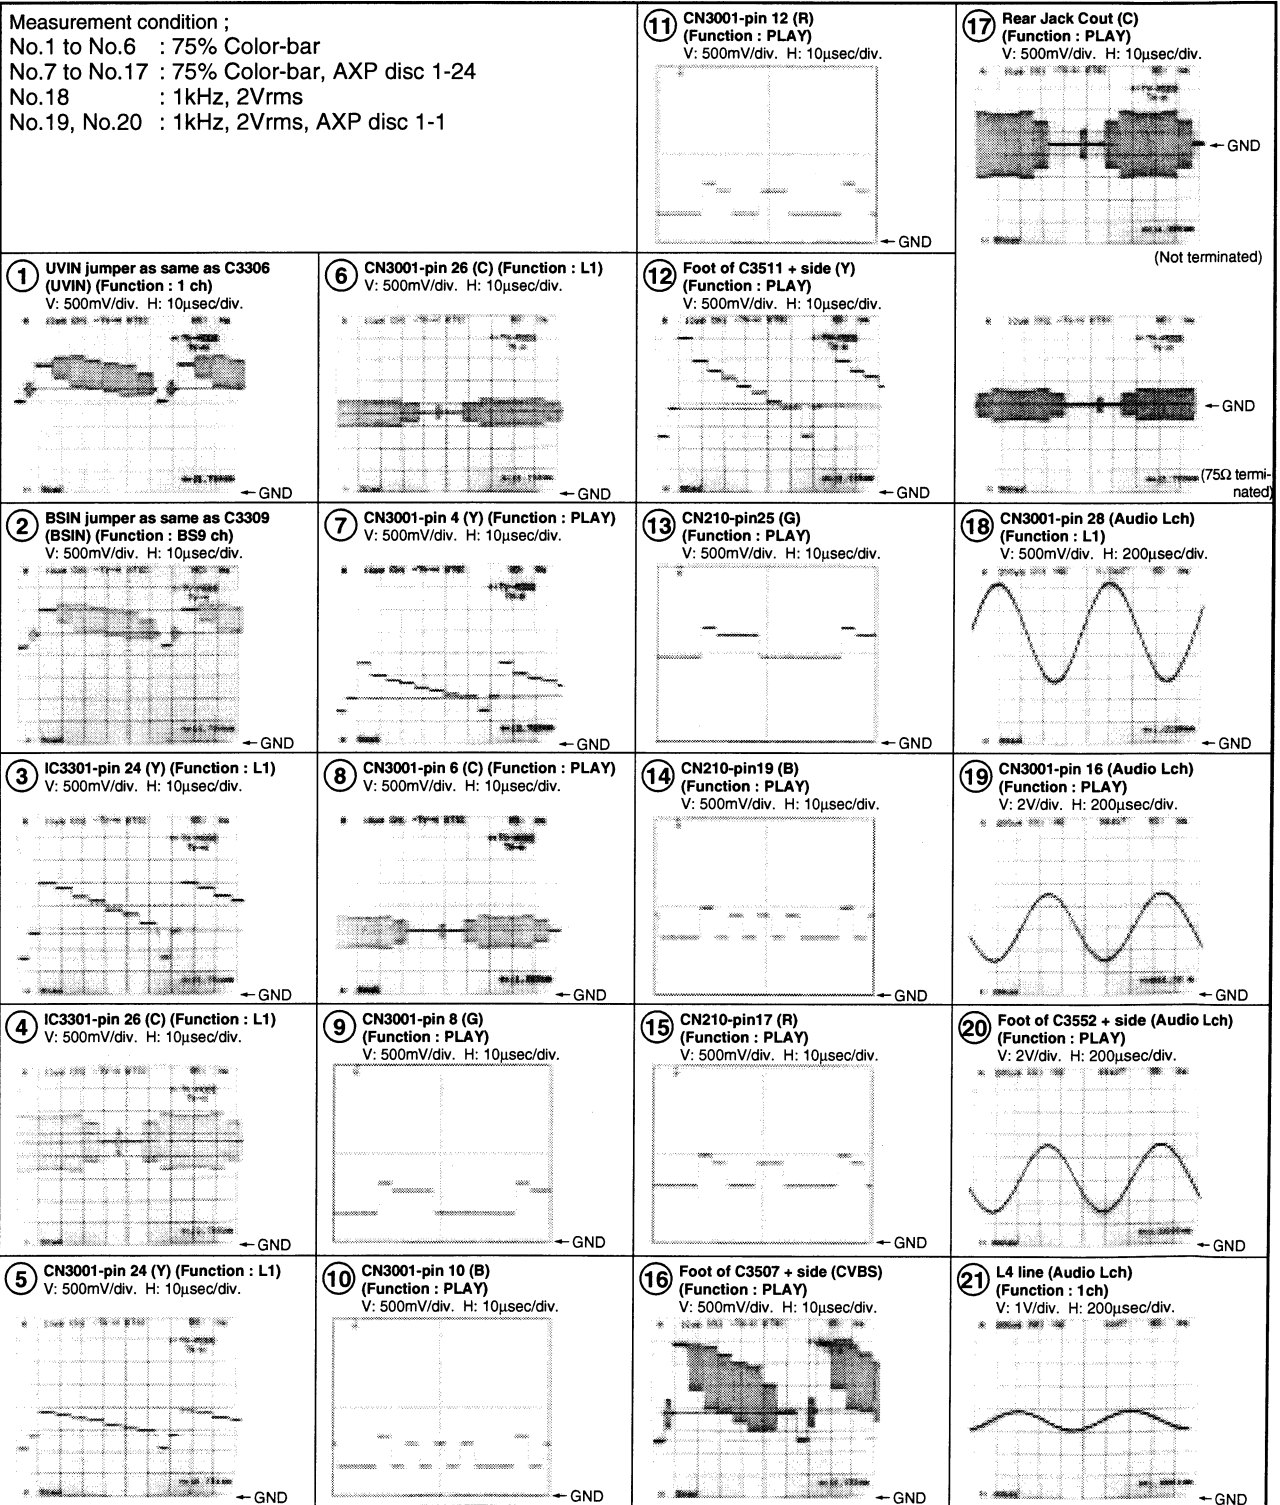 Measurement condition ;
No.1 to No.6 : 75% Color-bar
No.7 to No.17 : 75% Color-bar, AXP disc 1-24
No.18 : 1kHz, 2Vrms
No.19, No.20 : 1kHz, 2Vrms, AXP disc 1-1
1 UVIN jumper as same as C3306
(UVIN) (Function : 1 ch)
V: 500mV/div. H: 10μsec/div.
GND
2 BSIN jumper as same as C3309
(BSIN) (Function : BS9 ch)
V: 500mV/div. H: 10μsec/div.
GND
3 IC3301-pin 24 (Y) (Function : L1)
V: 500mV/div. H: 10μsec/div.
GND
4 IC3301-pin 26 (C) (Function : L1)
V: 500mV/div. H: 10μsec/div.
GND
5 CN3001-pin 24 (Y) (Function : L1)
V: 500mV/div. H: 10μsec/div.
GND
6 CN3001-pin 26 (C) (Function : L1)
V: 500mV/div. H: 10μsec/div.
GND
7 CN3001-pin 4 (Y) (Function : PLAY)
V: 500mV/div. H: 10μsec/div.
GND
8 CN3001-pin 6 (C) (Function : PLAY)
V: 500mV/div. H: 10μsec/div.
GND
9 CN3001-pin 8 (G)
(Function : PLAY)
V: 500mV/div. H: 10μsec/div.
GND
10 CN3001-pin 10 (B)
(Function : PLAY)
V: 500mV/div. H: 10μsec/div.
GND
11 CN3001-pin 12 (R)
(Function : PLAY)
V: 500mV/div. H: 10μsec/div.
GND
12 Foot of C3511 + side (Y)
(Function : PLAY)
V: 500mV/div. H: 10μsec/div.
GND
13 CN210-pin25 (G)
(Function : PLAY)
V: 500mV/div. H: 10μsec/div.
GND
14 CN210-pin19 (B)
(Function : PLAY)
V: 500mV/div. H: 10μsec/div.
GND
15 CN210-pin17 (R)
(Function : PLAY)
V: 500mV/div. H: 10μsec/div.
GND
16 Foot of C3507 + side (CVBS)
(Function : PLAY)
V: 500mV/div. H: 10μsec/div.
GND
17 Rear Jack Cout (C)
(Function : PLAY)
V: 500mV/div. H: 10μsec/div.
GND
(Not terminated)
GND
(75Ω termi-
nated)
18 CN3001-pin 28 (Audio Lch)
(Function : L1)
V: 500mV/div. H: 200μsec/div.
GND
19 CN3001-pin 16 (Audio Lch)
(Function : PLAY)
V: 2V/div. H: 200μsec/div.
GND
20 Foot of C3552 + side (Audio Lch)
(Function : PLAY)
V: 2V/div. H: 200μsec/div.
GND
21 L4 line (Audio Lch)
(Function : 1ch)
V: 1V/div. H: 200μsec/div.
GND